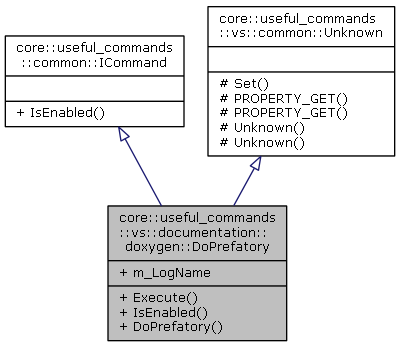 core::useful_commands
::common::ICommand
+ IsEnabled()
core::useful_commands
::vs::common::Unknown
# Set()
# PROPERTY_GET()
# PROPERTY_GET()
# Unknown()
# Unknown()
core::useful_commands
::vs::documentation::
doxygen::DoPrefatory
+ m_LogName
+ Execute()
+ IsEnabled()
+ DoPrefatory()